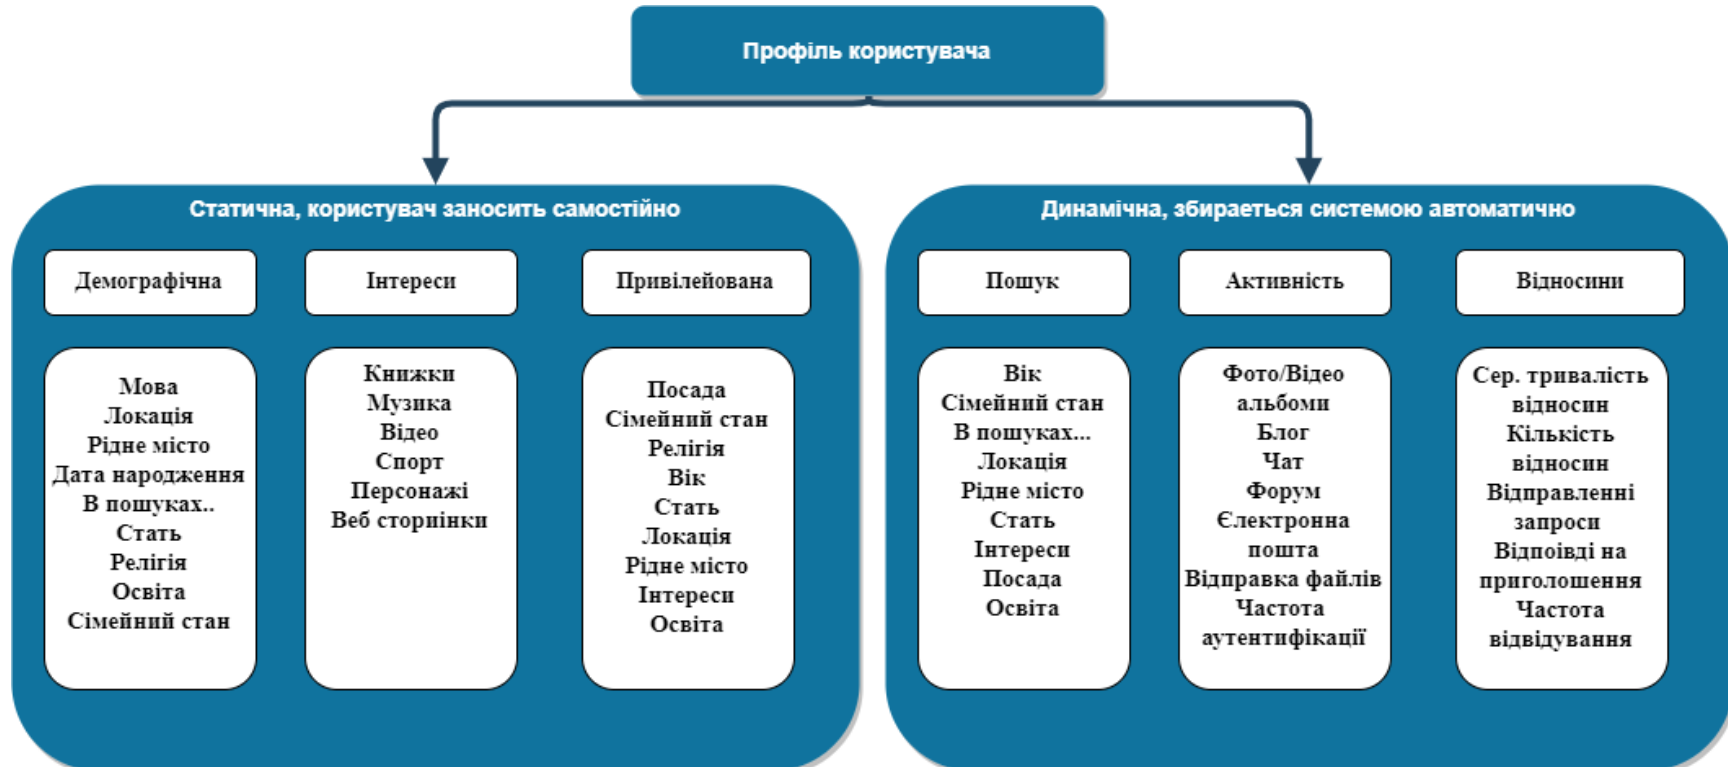 Профіль користувача
Статична, користувач заносить самостійно
Демографічна
Інтереси
Привілейована
Мова
Локація
Рідне місто
Дата народження
В пошуках..
Стать
Релігія
Освіта
Сімейний стан
Книжки
Музика
Відео
Спорт
Персонажі
Веб сториінки
Посада
Сімейний стан
Релігія
Вік
Стать
Локація
Рідне місто
Інтереси
Освіта
Динамічна, збираеться системою автоматично
Пошук
Активність
Відносини
Вік
Сімейний стан
В пошуках...
Локація
Рідне місто
Стать
Інтереси
Посада
Освіта
Фото/Відео
альбоми
Блог
Чат
Форум
Єлектронна
пошта
Відправка файлів
Частота
аутентифікації
Сер. тривалість
відносин
Кількість
відносин
Відправленні
запроси
Відпоівді на
приголошення
Частота
відвідування